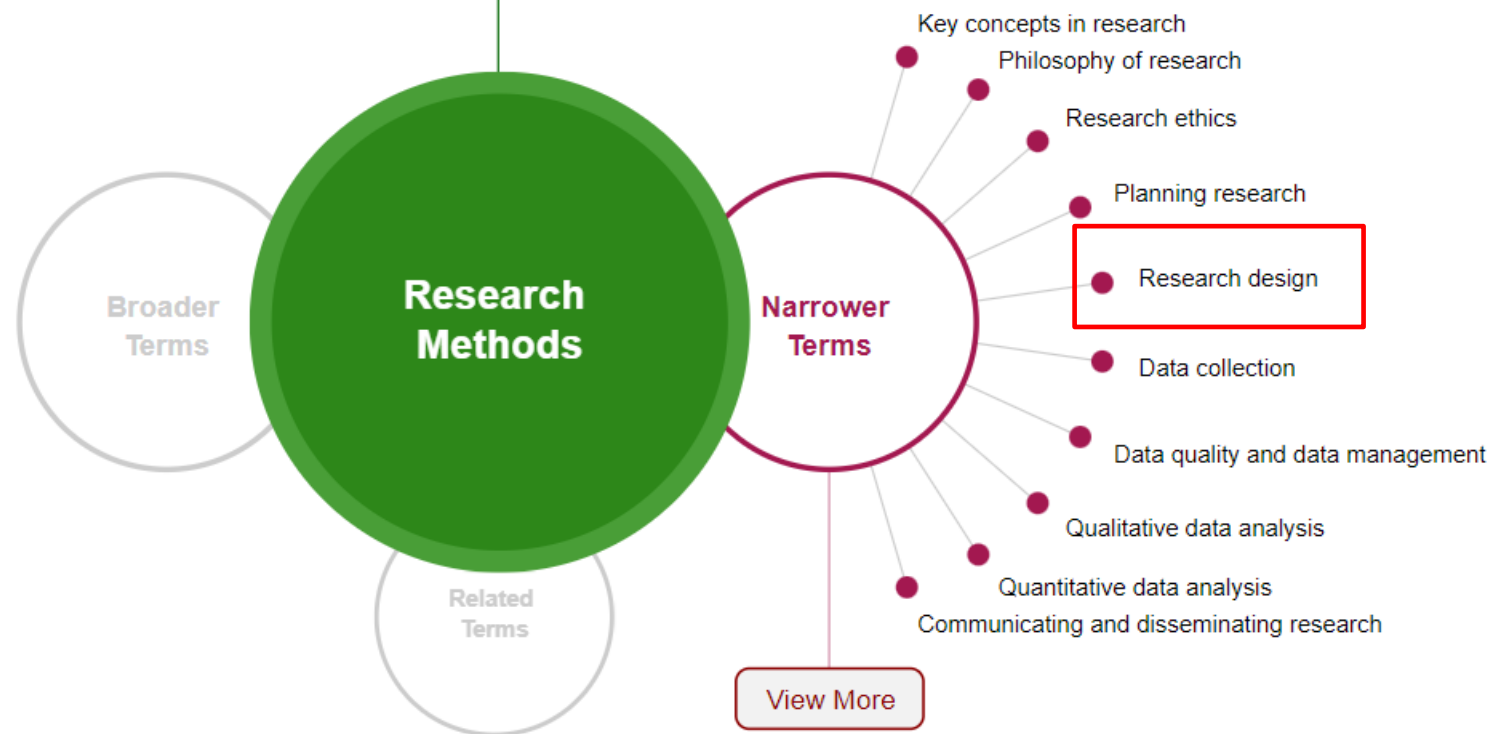 Key concepts in research
Philosophy of research
Research ethics
Planning research
Research design
Data collection
Data quality and data management
Qualitative data analysis
Quantitative data analysis
Communicating and disseminating research
Broader
Terms
Research
Methods
Narrower
Terms
Related
Terms
View More